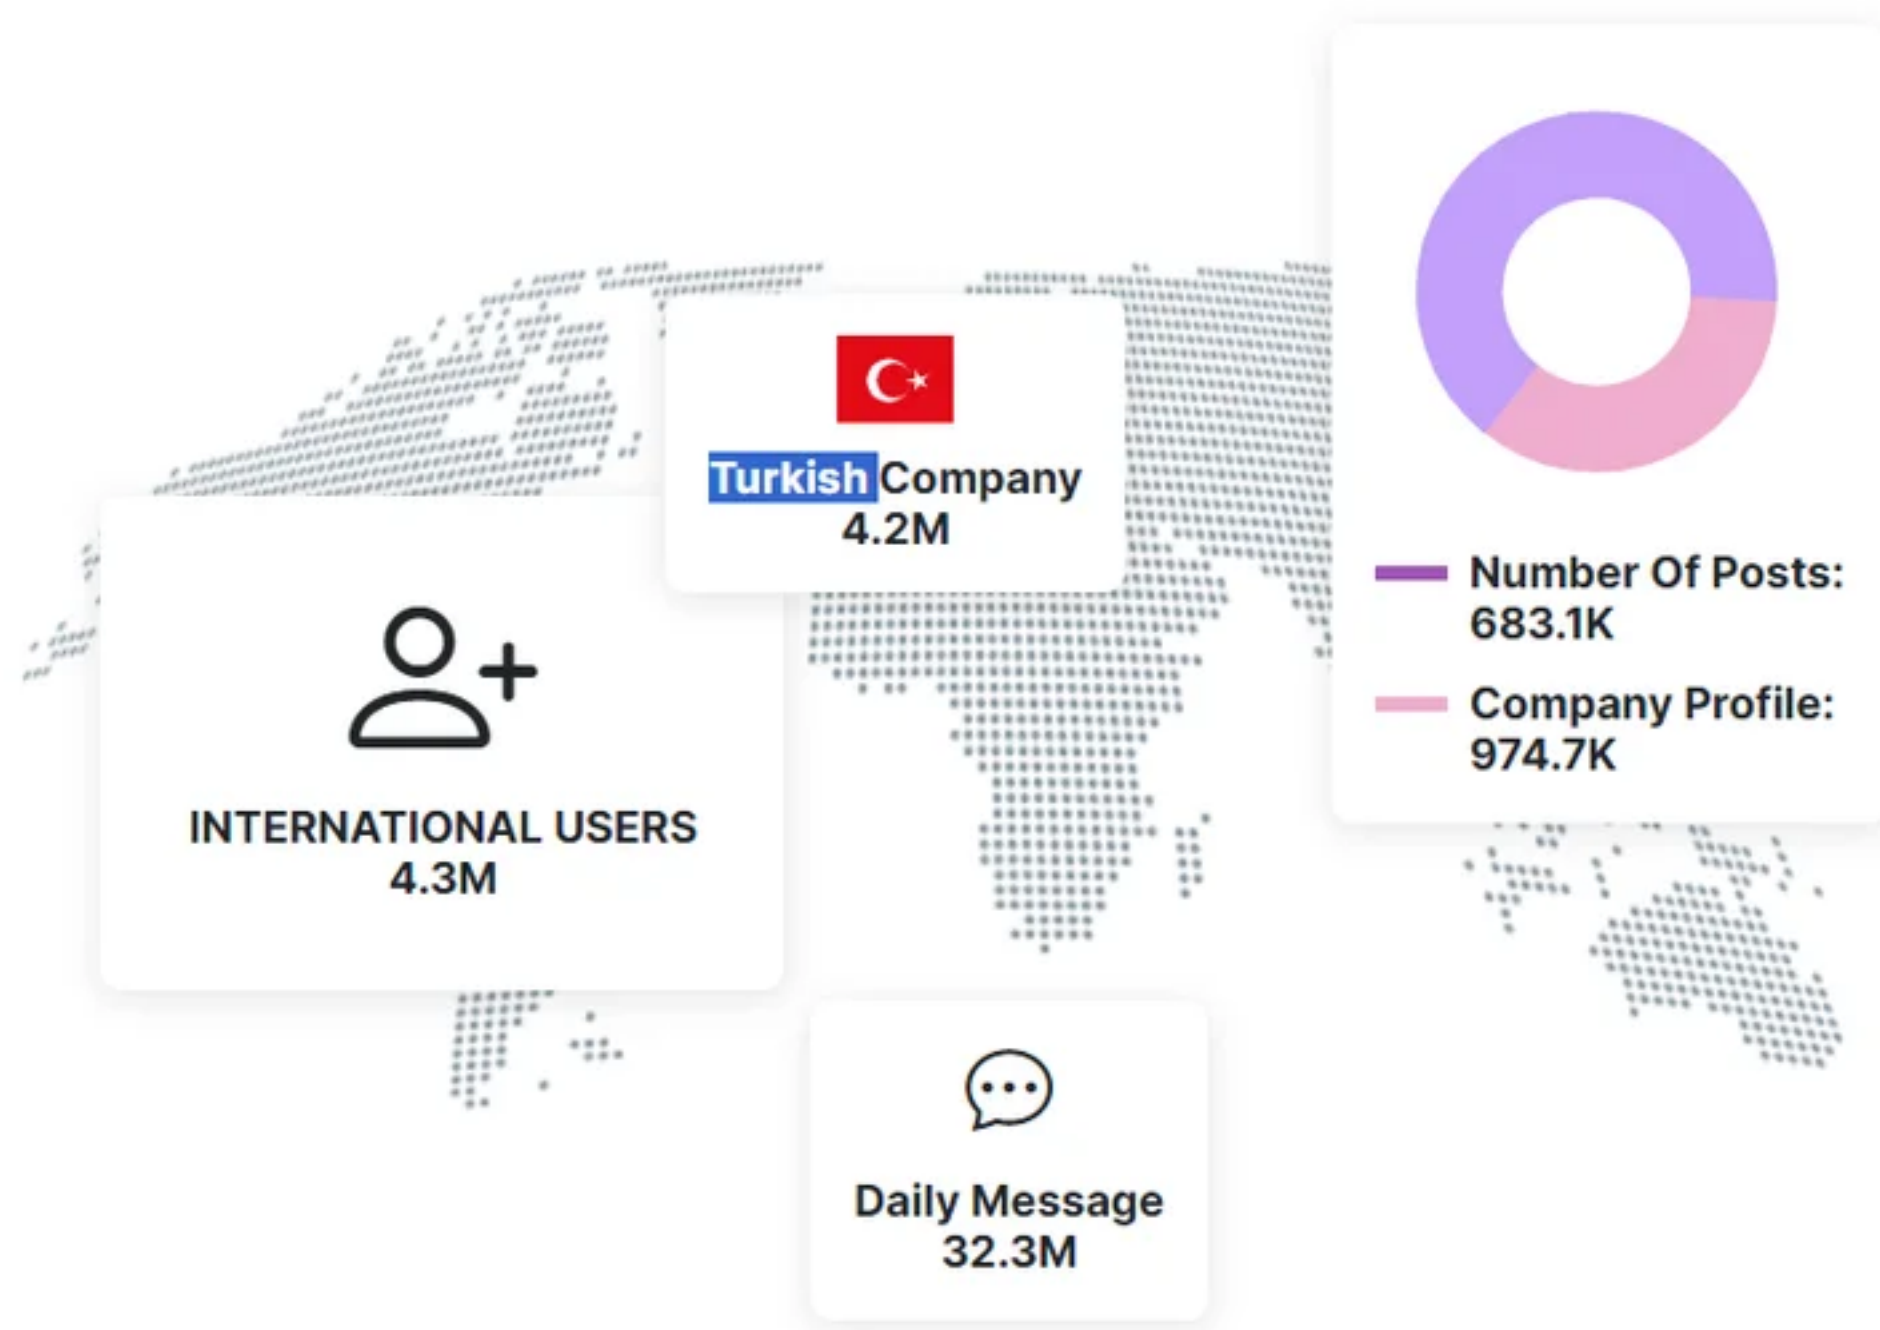 Turkish Company
4.2M
INTERNATIONAL USERS
4.3M
Number Of Posts:
683.1K
Company Profile:
974.7K
Daily Message
32.3M